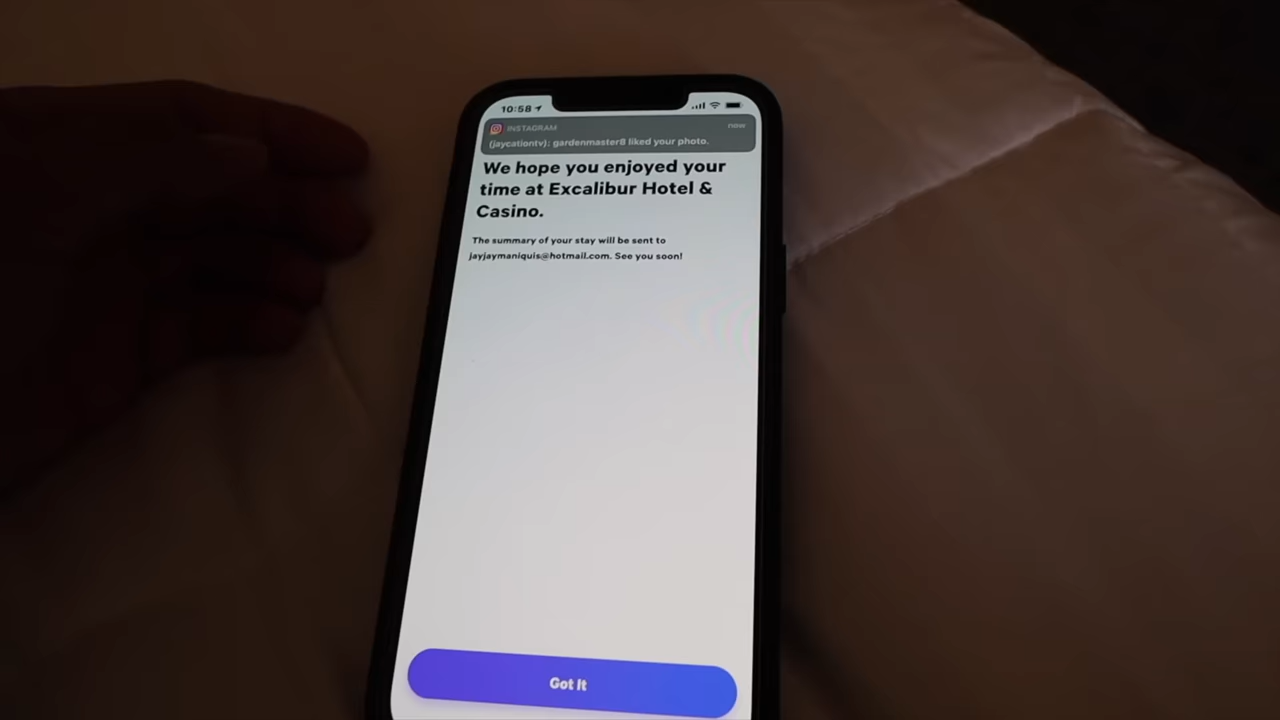 10:58
INSTAGRAM now
(jaycationtv): gardenmaster8 liked your photo.
We hope you enjoyed your
time at Excalibur Hotel &
Casino.
The summary of your stay will be sent to
jayjaymaniquis@hotmail.com. See you soon!
Got It